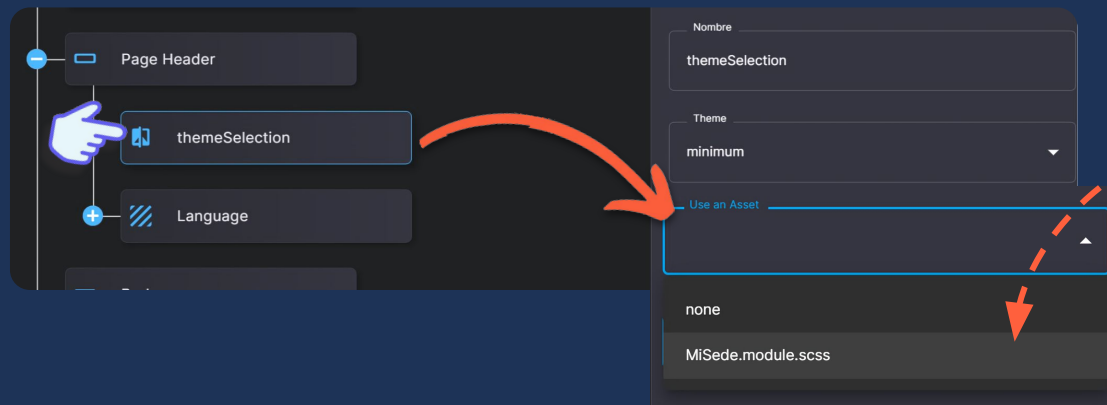 Page Header
themeSelection
Language
Nombre
themeSelection
Theme
minimum
Use an Asset
none
MiSede.module.scss